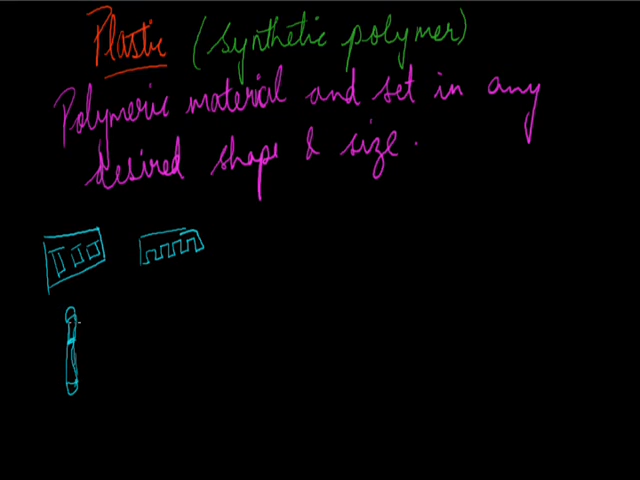 Plastic (synthetic polymer)
Polymeric material and set in any
desired shape & size.